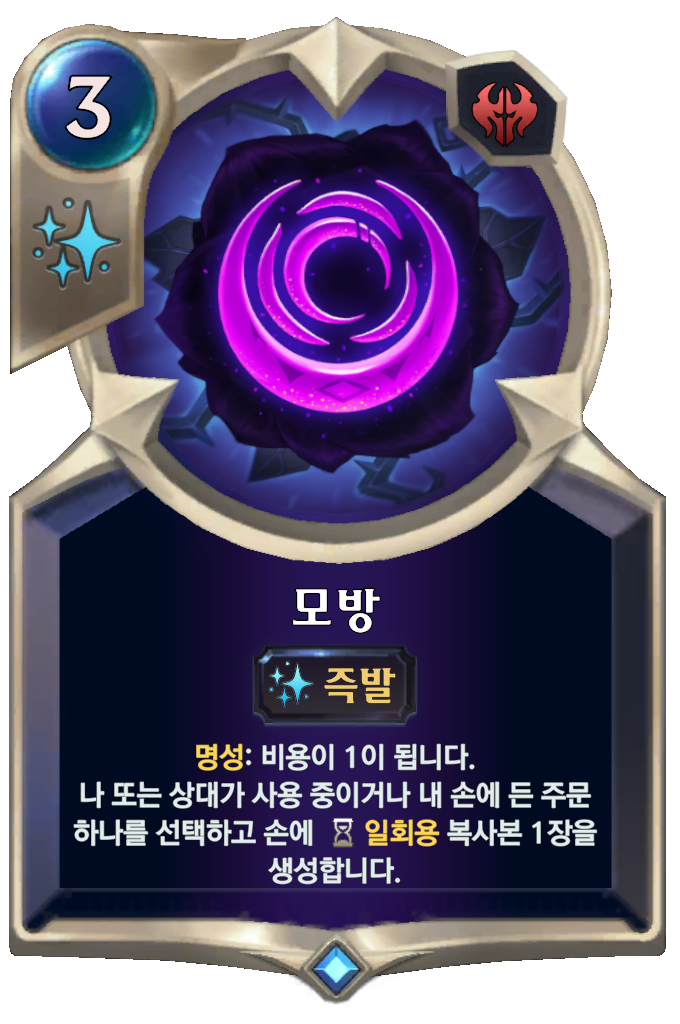 3
모방
즉발
명성: 비용이 1이 됩니다.
나 또는 상대가 사용 중이거나 내 손에 든 주문
하나를 선택하고 손에 일회용 복사본 1장을
생성합니다.